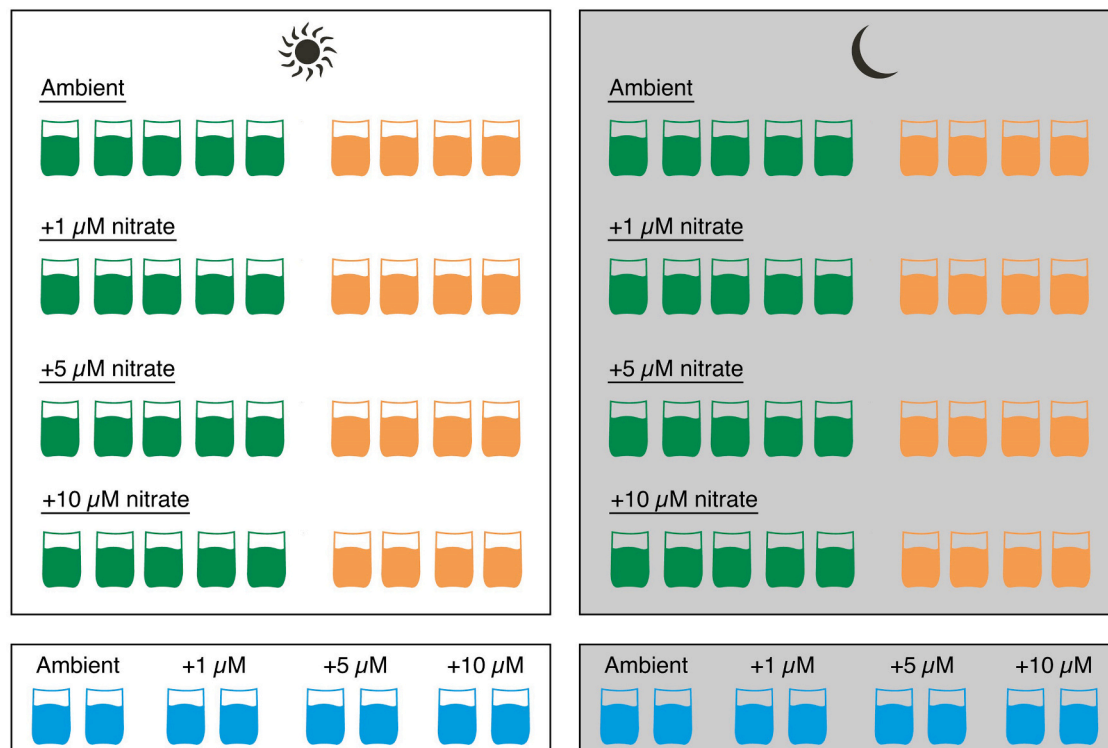 Ambient
+1 µM nitrate
+5 µM nitrate
+10 µM nitrate
Ambient
+1 µM nitrate
+5 µM nitrate
+10 µM nitrate
Ambient +1 µM +5 µM +10 µM
Ambient +1 µM +5 µM +10 µM